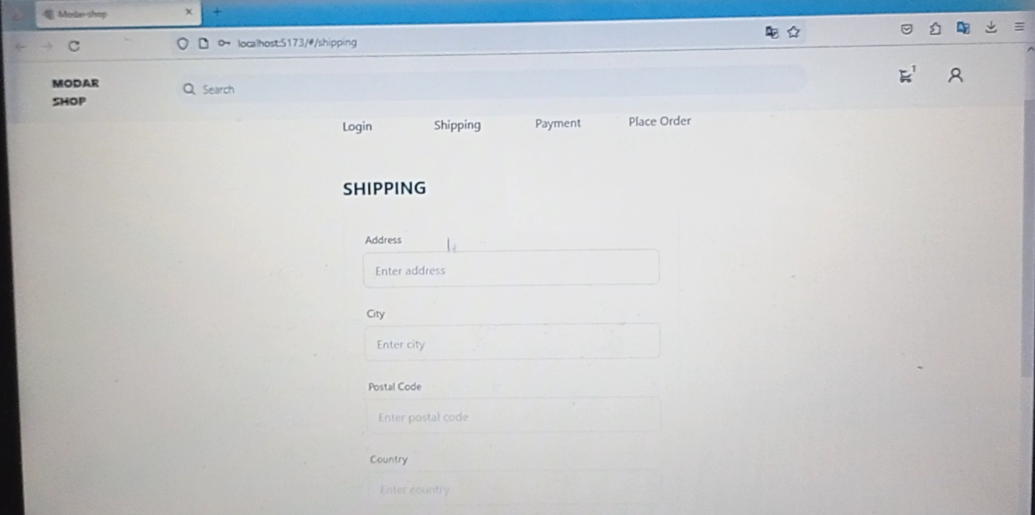 Modar-shop
localhost:5173/#/shipping
MODAR
SHOP
Search
1
Login Shipping Payment Place Order
SHIPPING
Address
Enter address
City
Enter city
Postal Code
Enter postal code
Country
Enter country